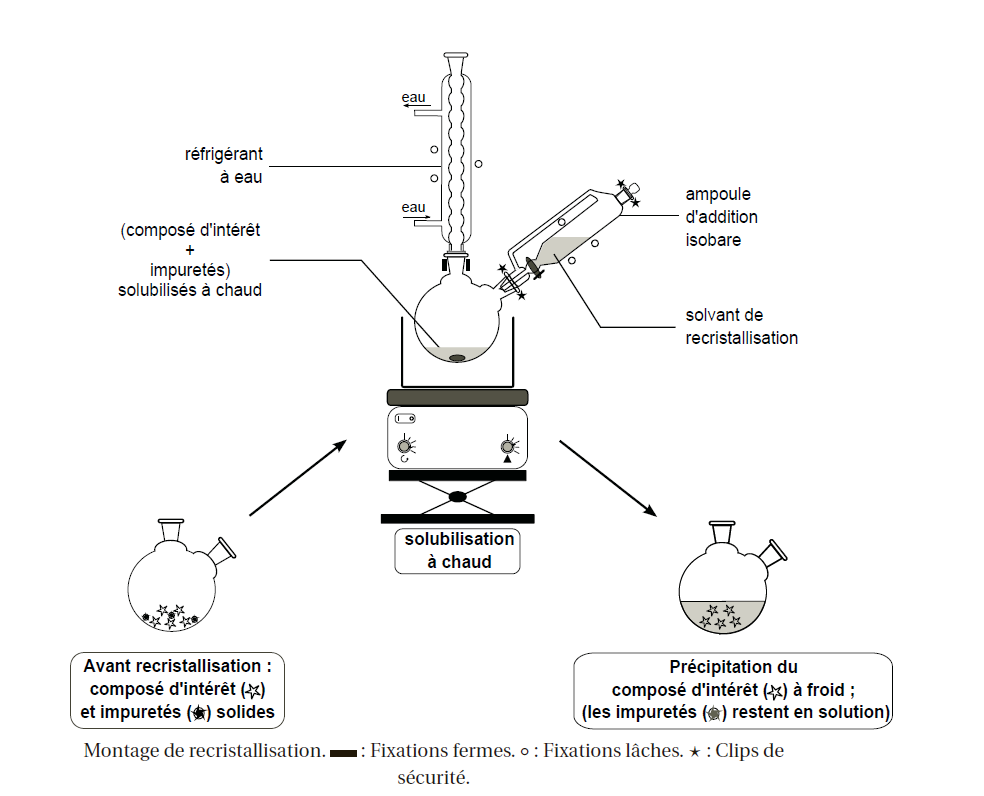 eau
réfrigérant
à eau
eau
(composé d'intérêt
+
impuretés)
solubilisés à chaud
ampoule
d'addition
isobare
solvant de
recristallisation
solubilisation
à chaud
Avant recristallisation :
composé d'intérêt ( )
et impuretés ( ) solides
Précipitation du
composé d'intérêt ( ) à froid ;
(les impuretés ( ) restent en solution)
Montage de recristallisation. : Fixations fermes. ∘ : Fixations lâches. ⋆ : Clips de
sécurité.